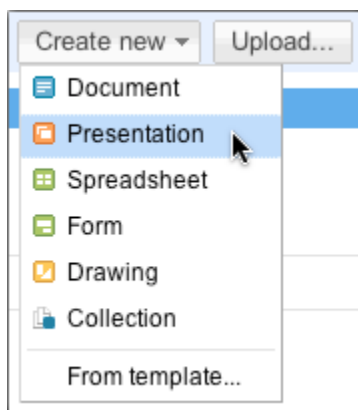 Create new Upload...
Document
Presentation
Spreadsheet
Form
Drawing
Collection
From template...